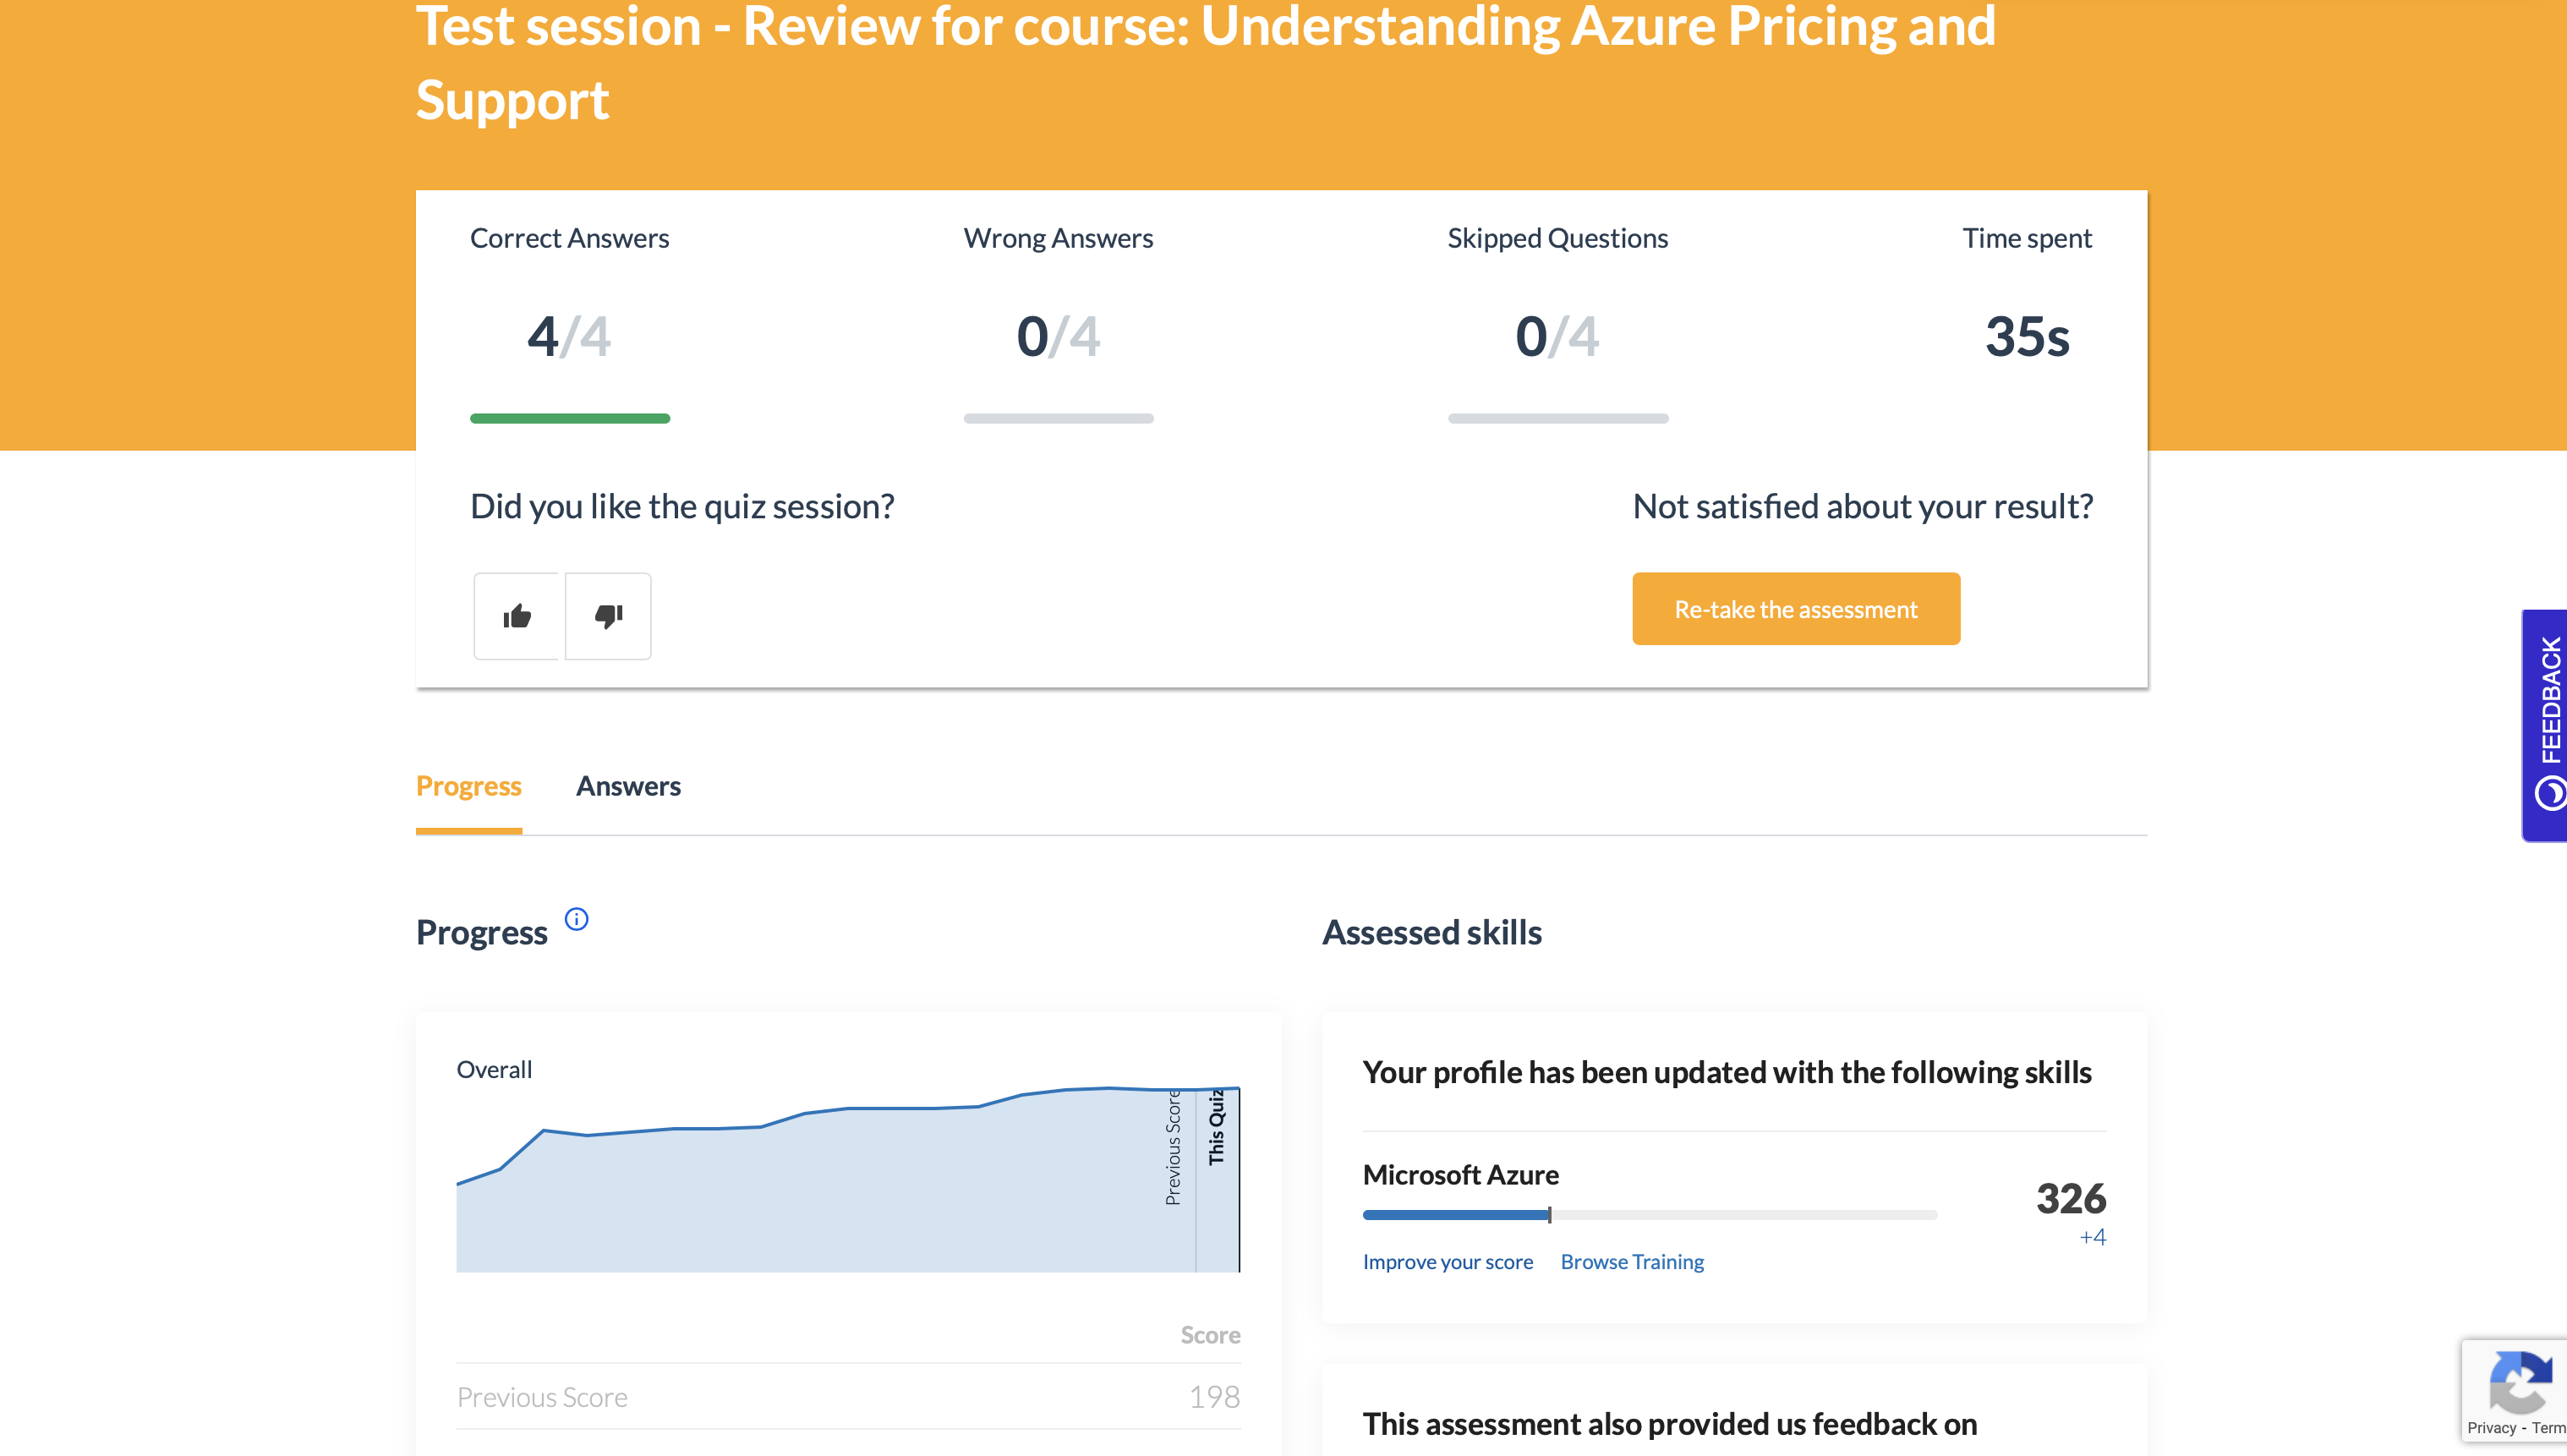 Test session - Review for course: Understanding Azure Pricing and
Support
Correct Answers
Wrong Answers
Skipped Questions
Time spent
4/4
0/4
0/4
35s
Did you like the quiz session?
Not satisfied about your result?
Re-take the assessment
FEEDBACK
Progress
Answers
Progress
Assessed skills
Overall
Previous Score
This Quiz
Score
Previous Score
198
Your profile has been updated with the following skills
Microsoft Azure
326
+4
Improve your score
Browse Training
This assessment also provided us feedback on
Privacy - Term